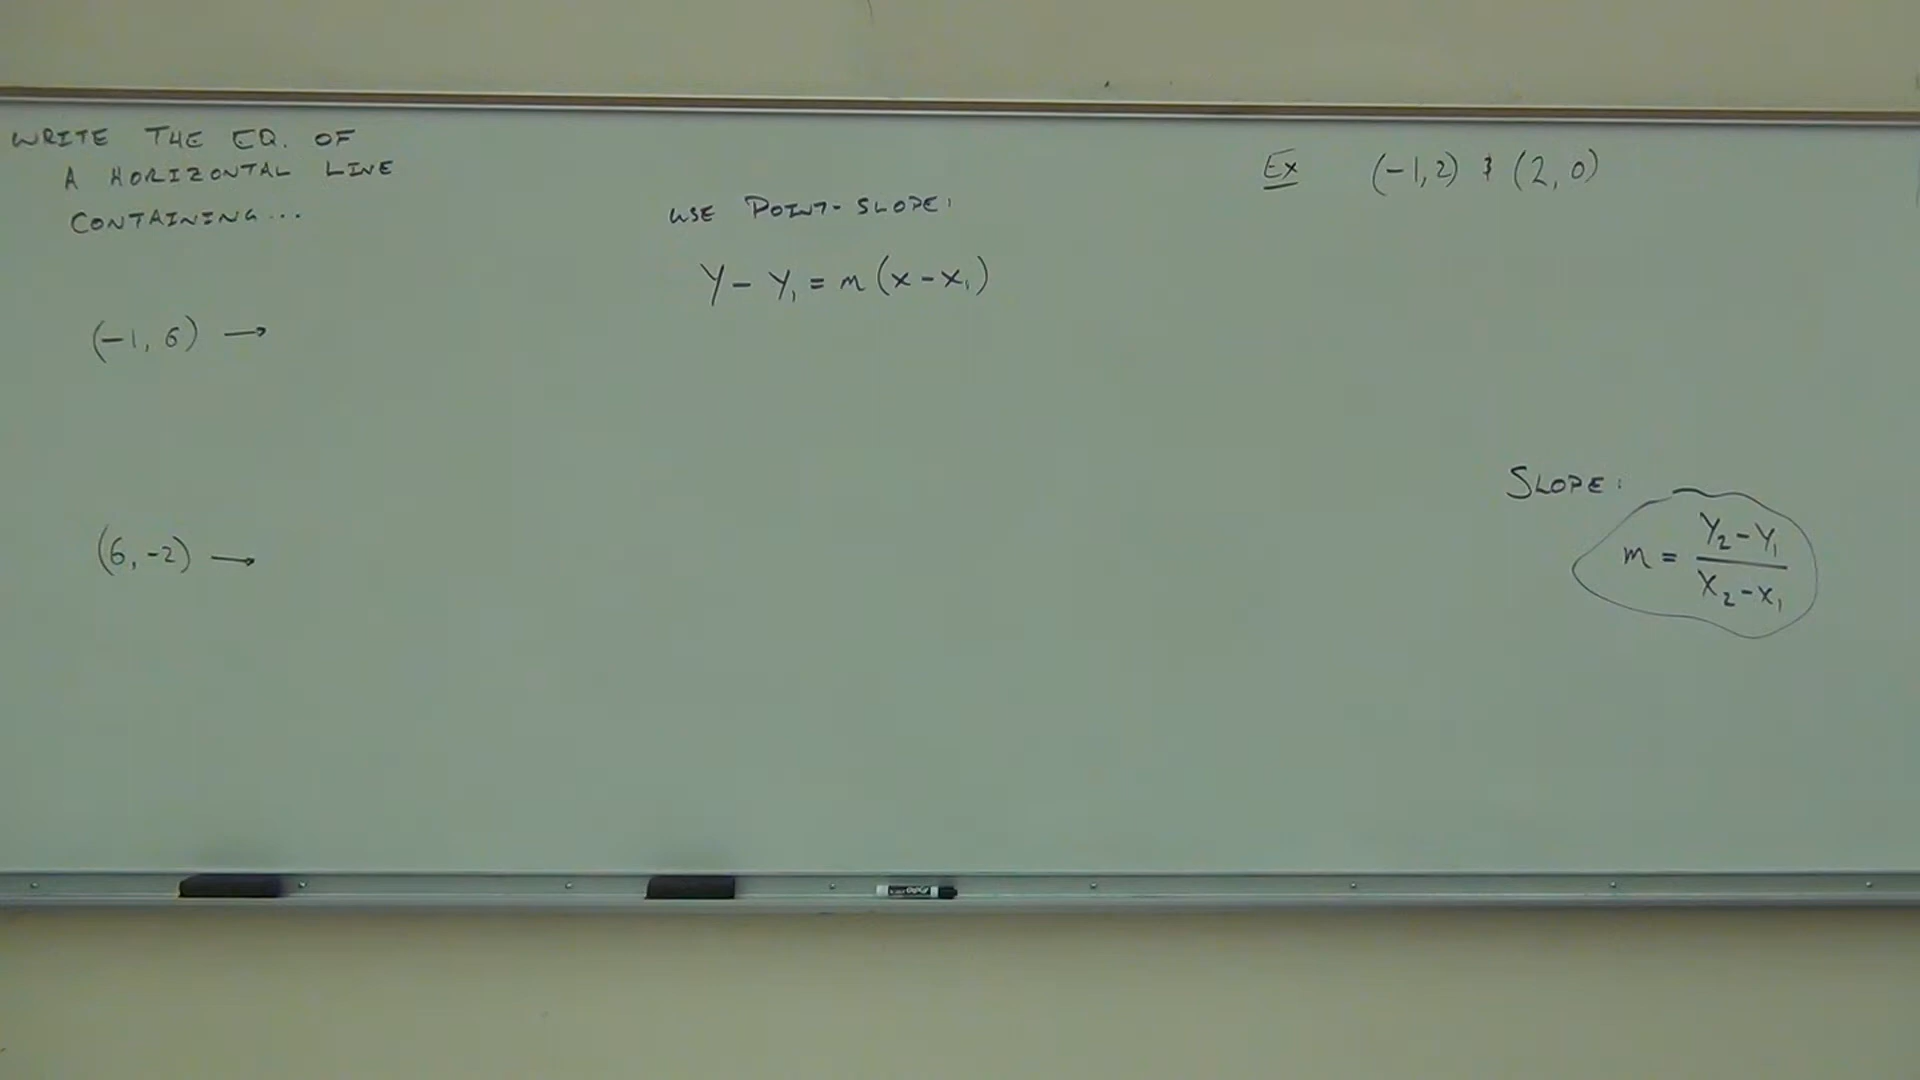 WRITE THE EQ. OF
A HORIZONTAL LINE
CONTAINING...
(-1, 6) →
(6, -2) →
USE POINT-SLOPE:
Y - Y₁ = m(x - x₁)
Ex (-1, 2) & (2, 0)
SLOPE:
m = (Y₂ - Y₁)/(X₂ - X₁)
EXPO